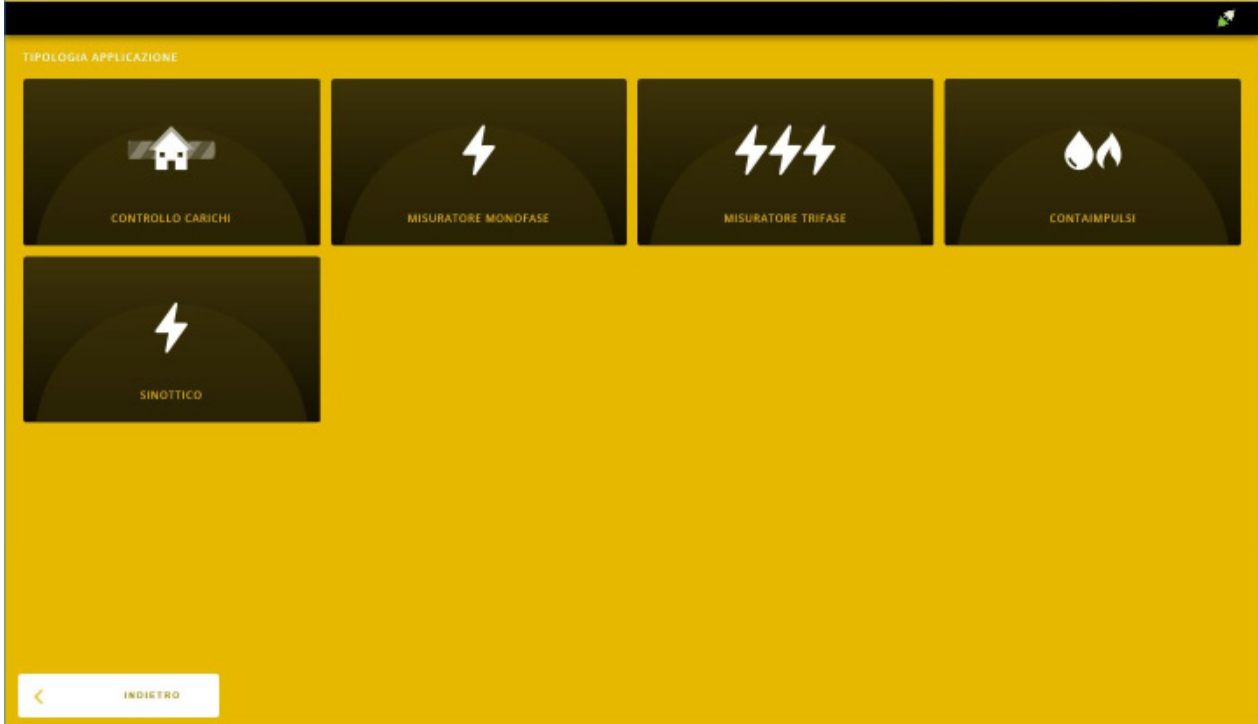 TIPOLOGIA APPLICAZIONE
CONTROLLO CARICHI
MISURATORE MONOFASE
MISURATORE TRIFASE
CONTAIMPULSI
SINOTTICO
INDIETRO